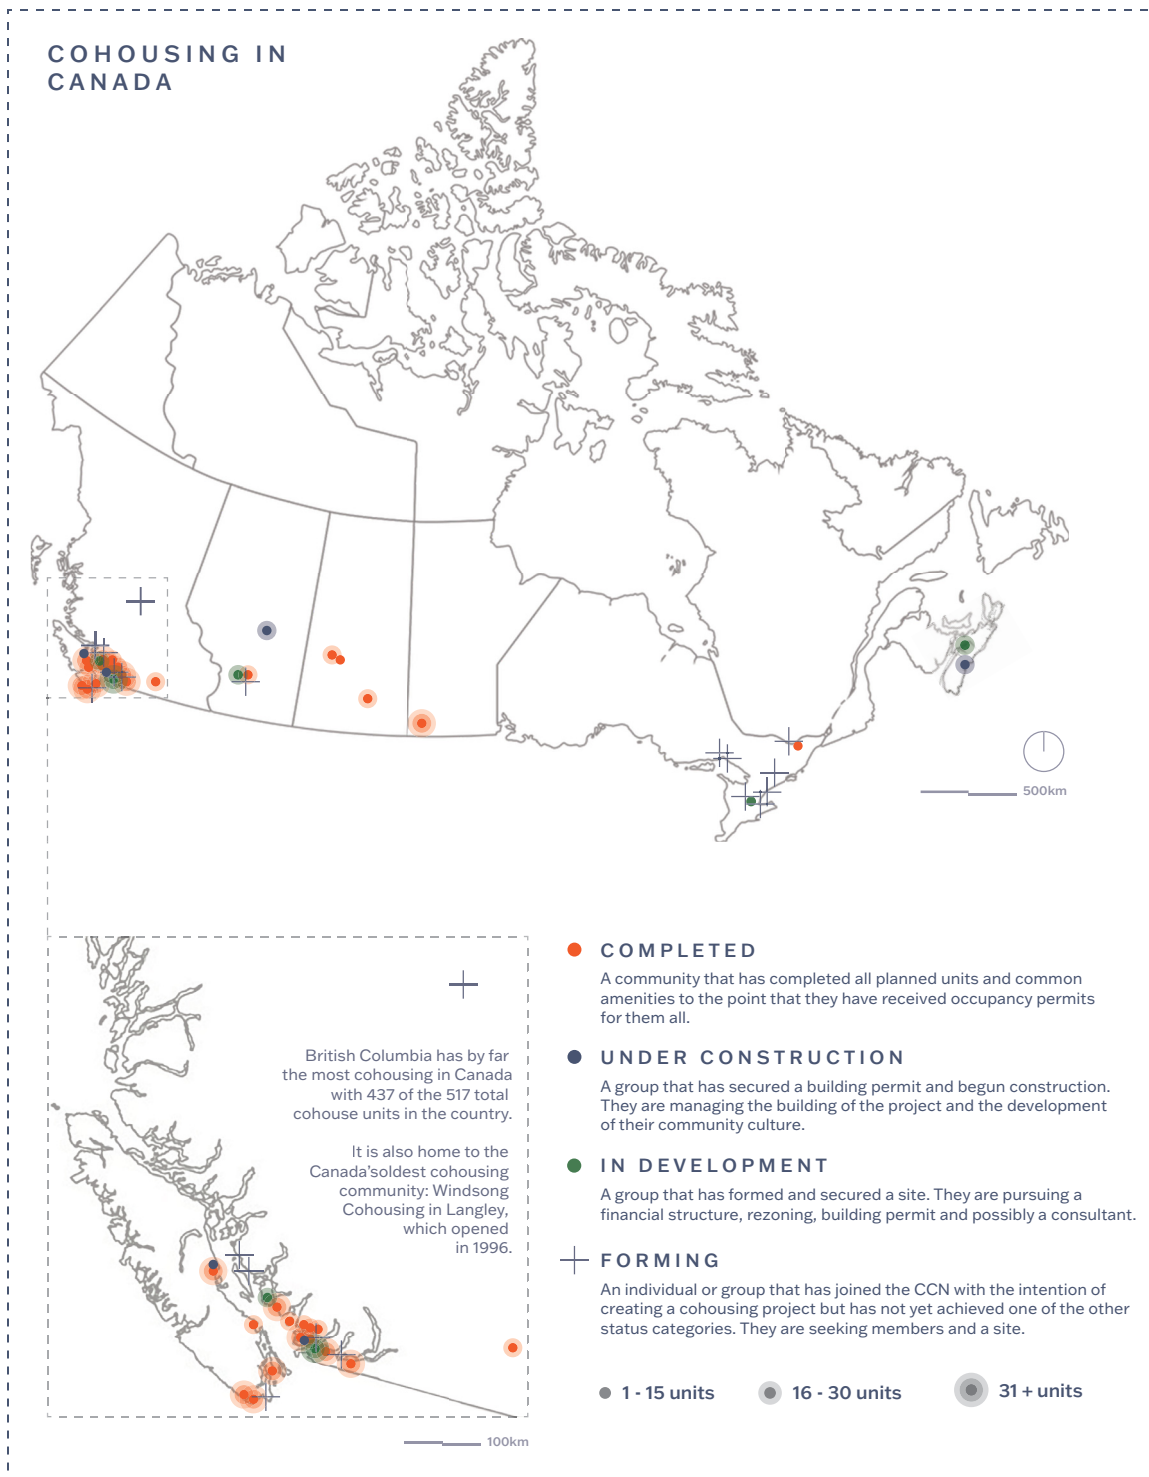 COHOUSING IN
CANADA
500km
British Columbia has by far
the most cohousing in Canada
with 437 of the 517 total
cohouse units in the country.
It is also home to the
Canada'soldest cohousing
community: Windsong
Cohousing in Langley,
which opened
in 1996.
100km
COMPLETED
A community that has completed all planned units and common
amenities to the point that they have received occupancy permits
for them all.
UNDER CONSTRUCTION
A group that has secured a building permit and begun construction.
They are managing the building of the project and the development
of their community culture.
IN DEVELOPMENT
A group that has formed and secured a site. They are pursuing a
financial structure, rezoning, building permit and possibly a consultant.
FORMING
An individual or group that has joined the CCN with the intention of
creating a cohousing project but has not yet achieved one of the other
status categories. They are seeking members and a site.
1 - 15 units
16 - 30 units
31 + units